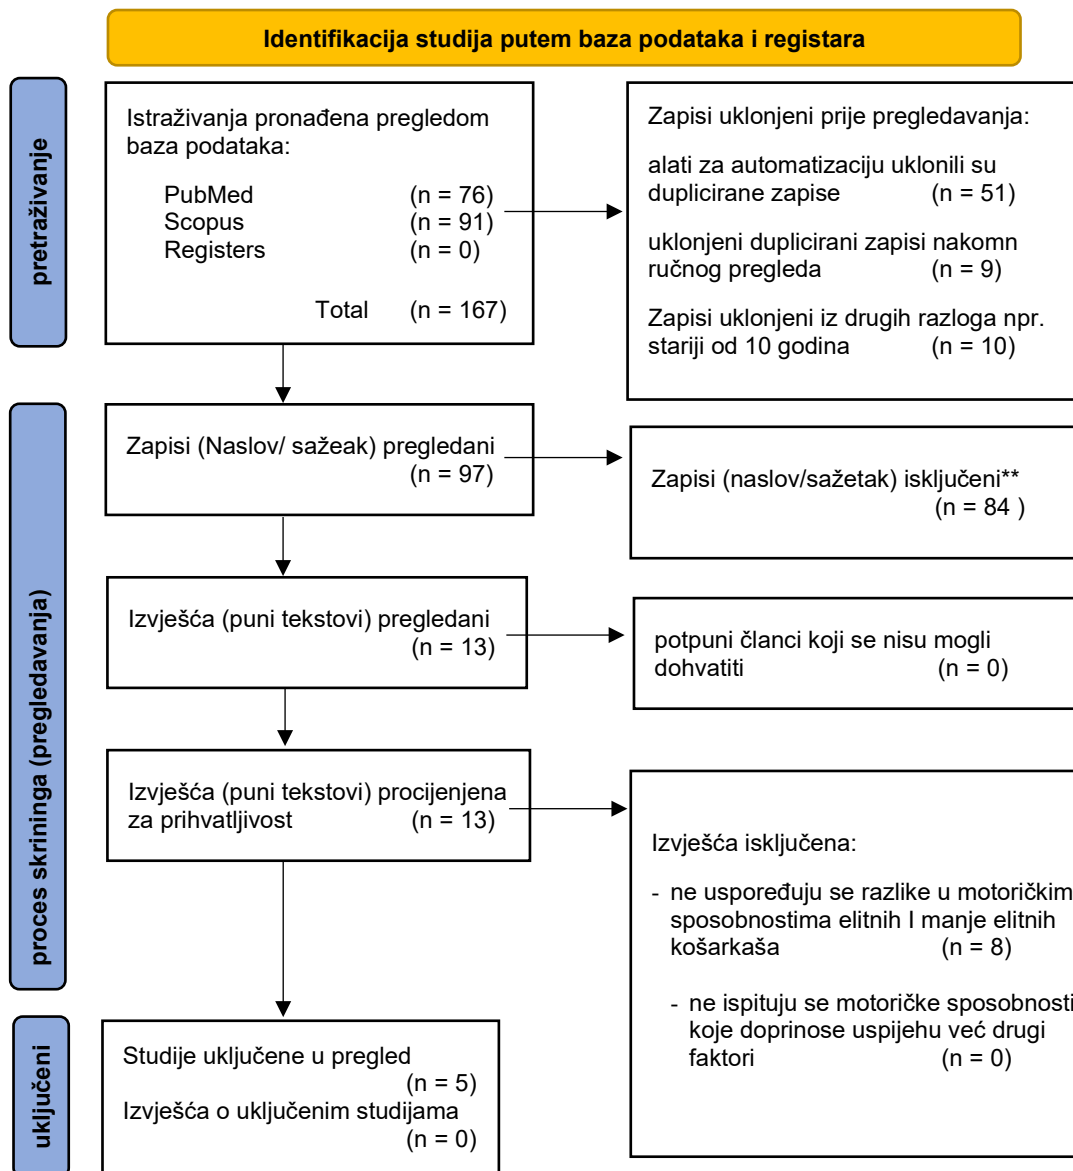 Identifikacija studija putem baza podataka i registara
pretraživanje
Istraživanja pronađena pregledom
baza podataka:
PubMed (n = 76)
Scopus (n = 91)
Registers (n = 0)
Total (n = 167)
Zapisi uklonjeni prije pregledavanja:
alati za automatizaciju uklonili su
duplicirane zapise (n = 51)
uklonjeni duplicirani zapisi nakomn
ručnog pregleda (n = 9)
Zapisi uklonjeni iz drugih razloga npr.
stariji od 10 godina (n = 10)
proces skrininga (pregledavanja)
Zapisi (Naslov/ sažeak) pregledani
(n = 97)
Zapisi (naslov/sažetak) isključeni**
(n = 84 )
Izvješća (puni tekstovi) pregledani
(n = 13)
potpuni članci koji se nisu mogli
dohvatiti (n = 0)
Izvješća (puni tekstovi) procijenjena
za prihvatljivost (n = 13)
Izvješća isključena:
- ne uspoređuju se razlike u motoričkim
sposobnostima elitnih I manje elitnih
košarkaša (n = 8)
- ne ispituju se motoričke sposobnosti
koje doprinose uspijehu već drugi
faktori (n = 0)
uključeni
Studije uključene u pregled
(n = 5)
Izvješća o uključenim studijama
(n = 0)